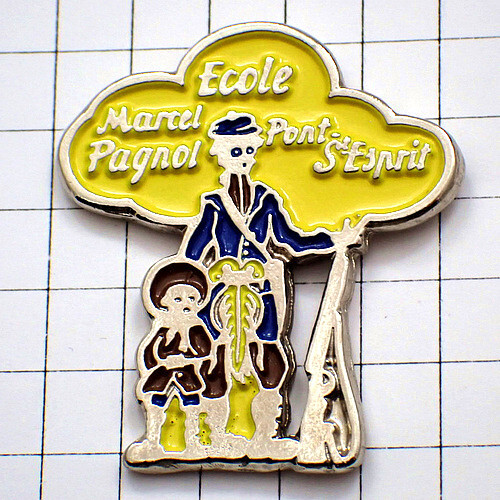 Ecole
Marcel Pont-
Pagnol St Esprit